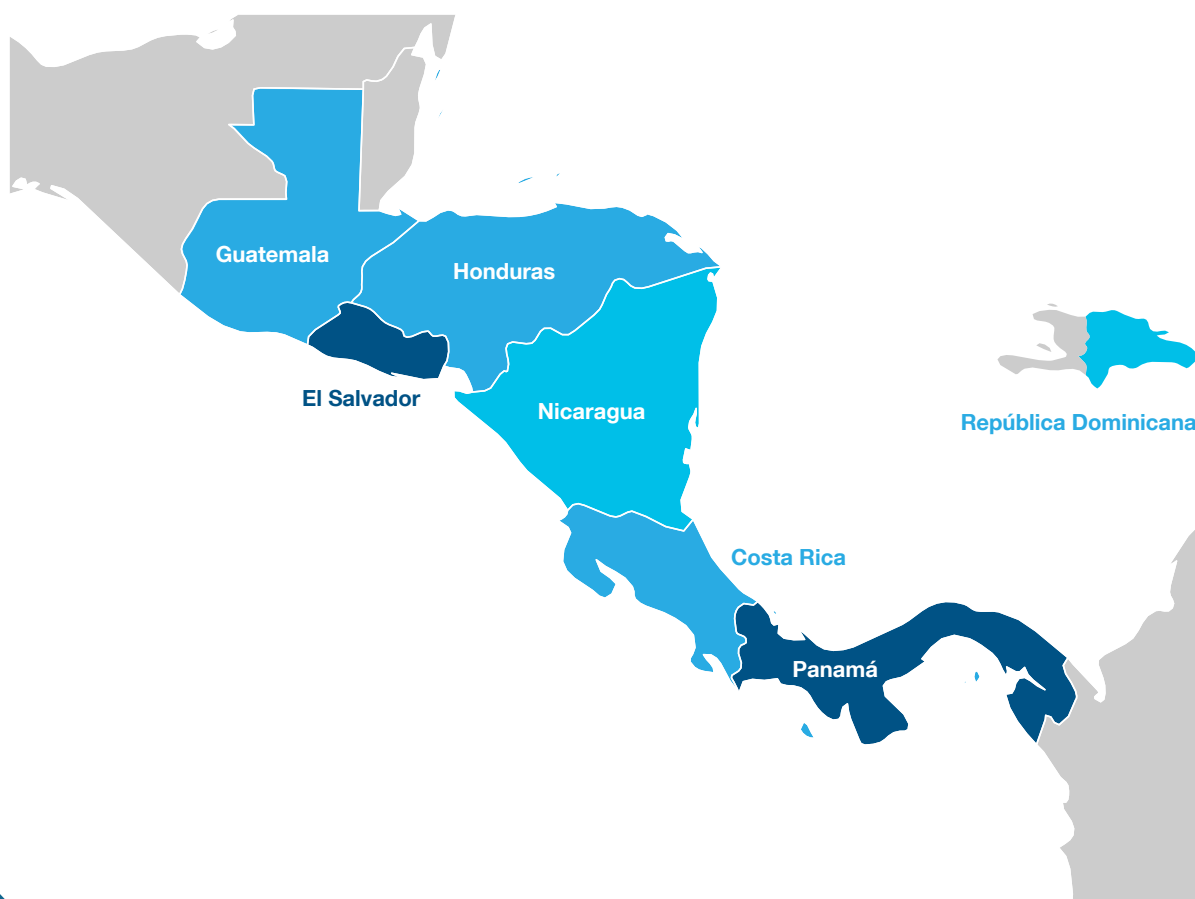 Guatemala
Honduras
El Salvador
Nicaragua
República Dominicana
Costa Rica
Panamá